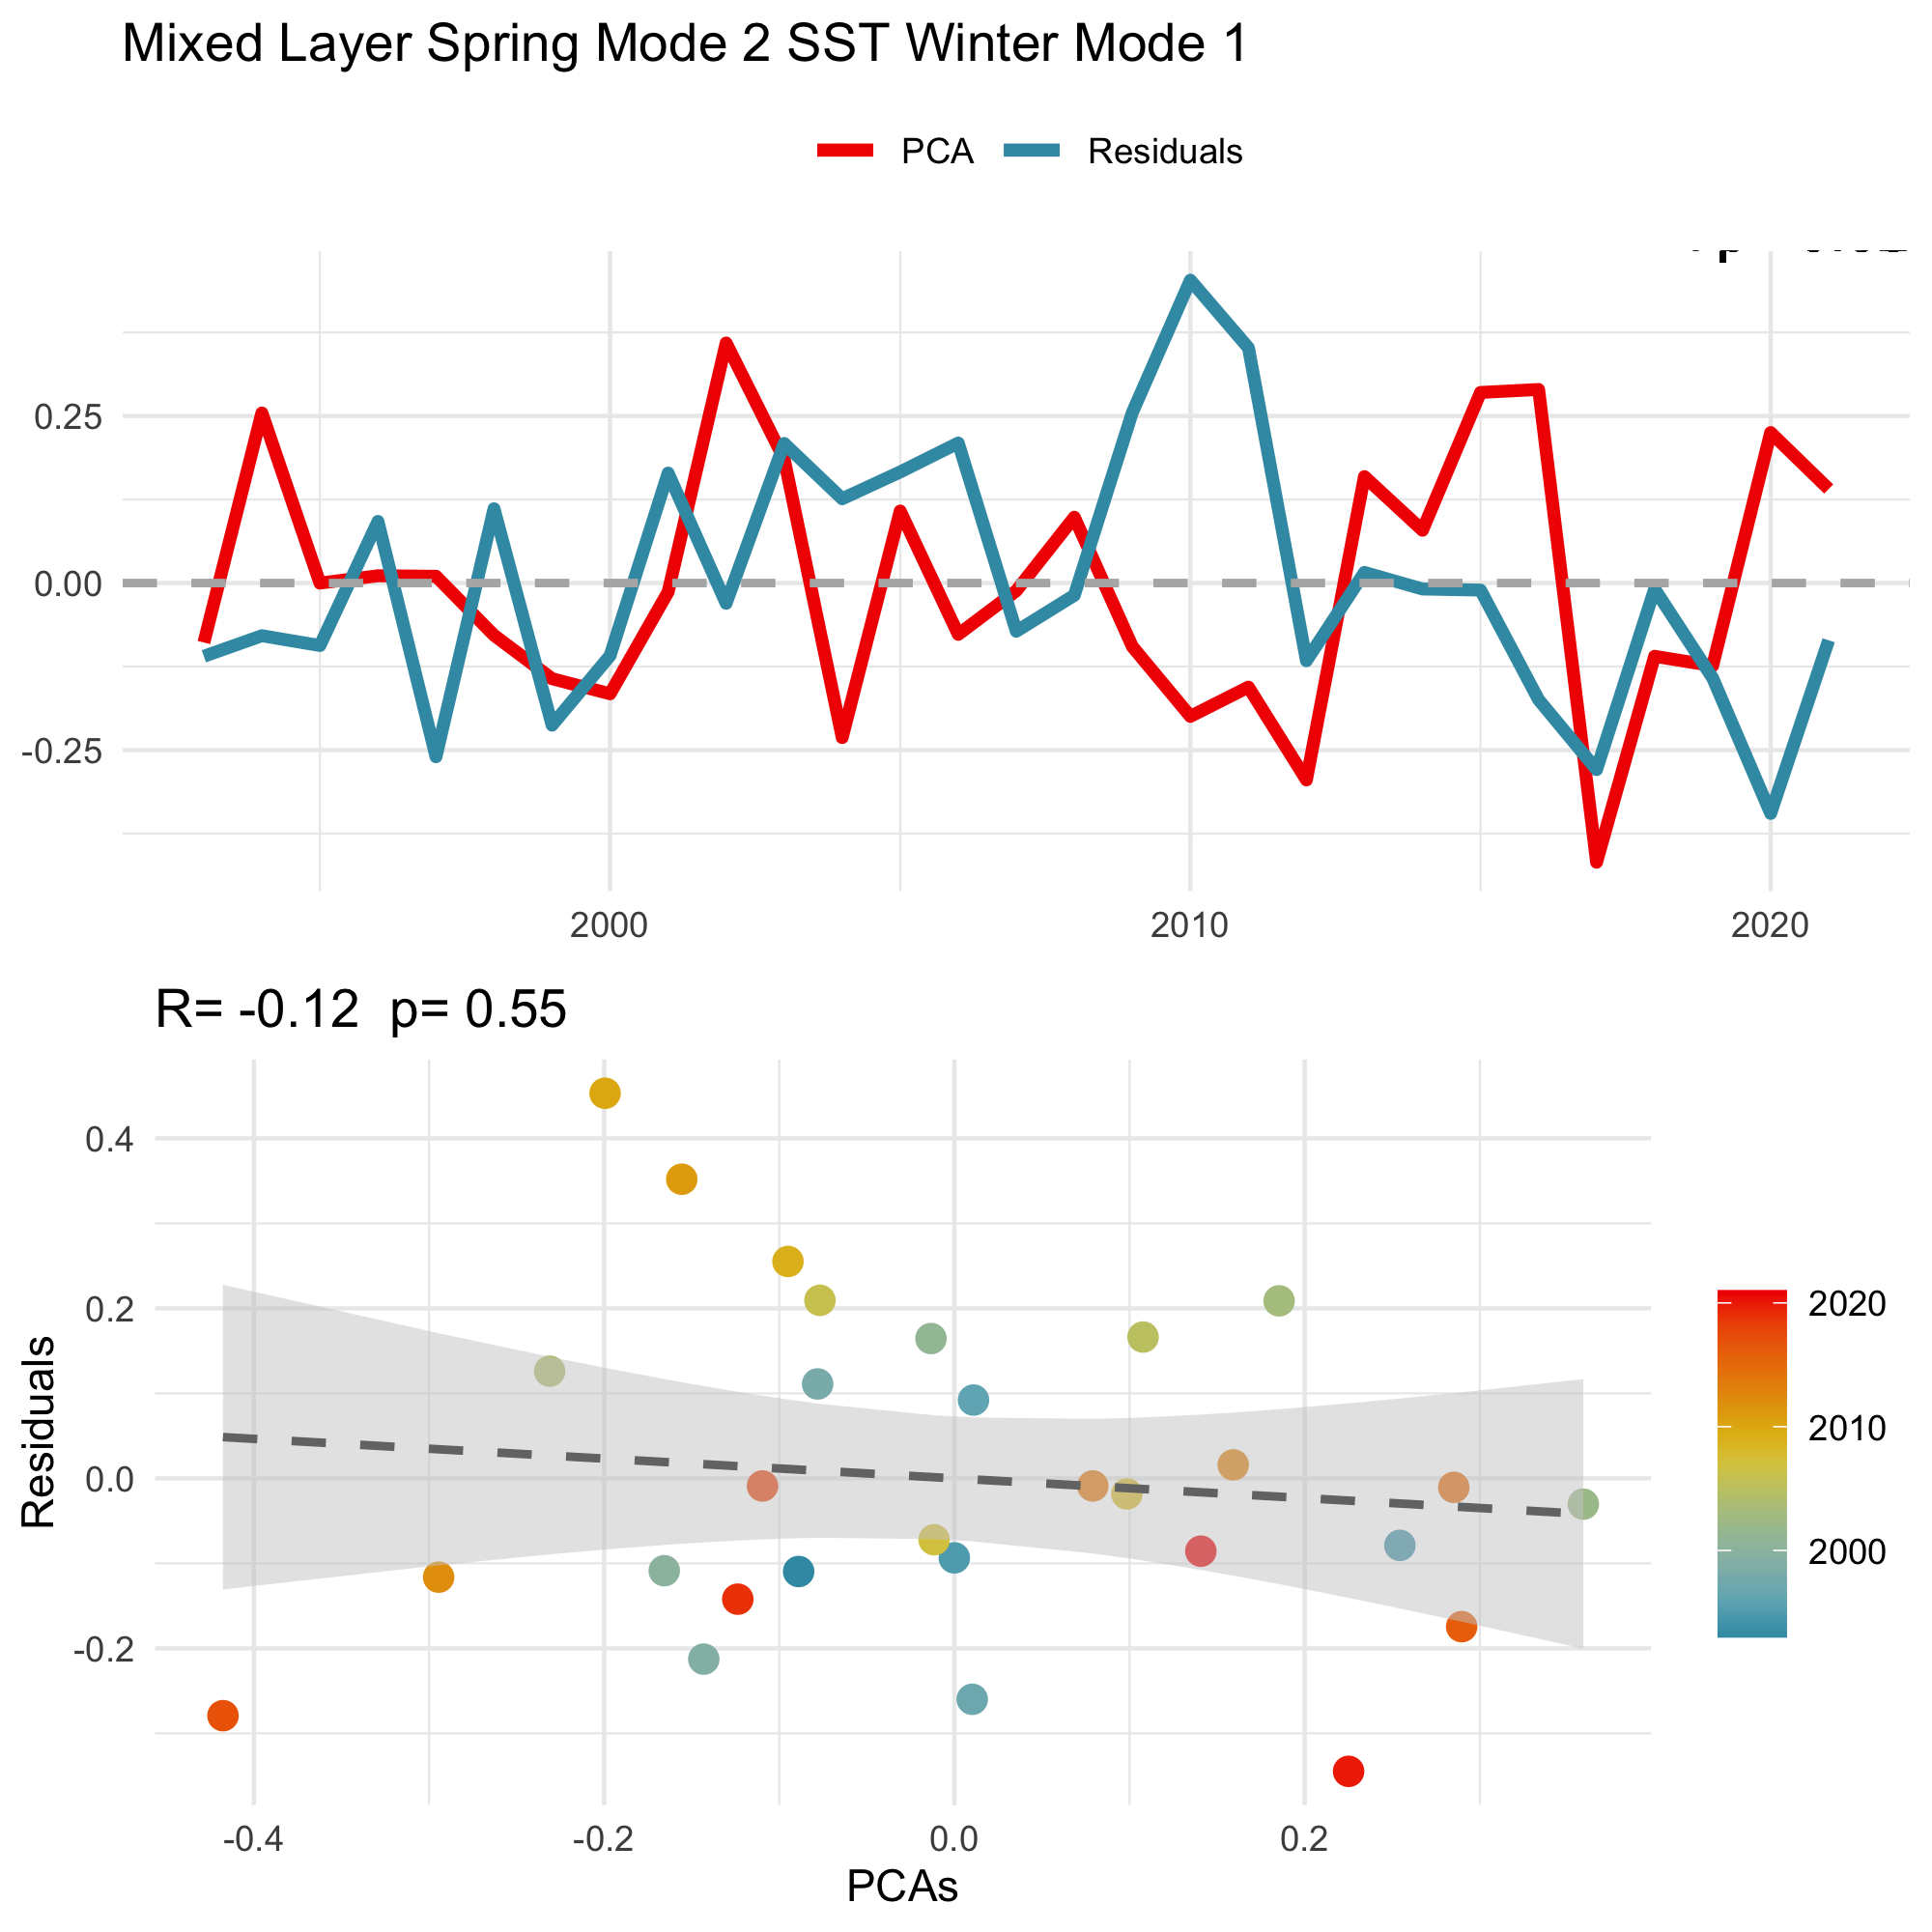 Mixed Layer Spring Mode 2 SST Winter Mode 1
PCA Residuals
0.25
0.00
-0.25
2000 2010 2020
R= -0.12 p= 0.55
0.4
0.2
0.0
-0.2
Residuals
-0.4 -0.2 0.0 0.2
PCAs
2020
2010
2000